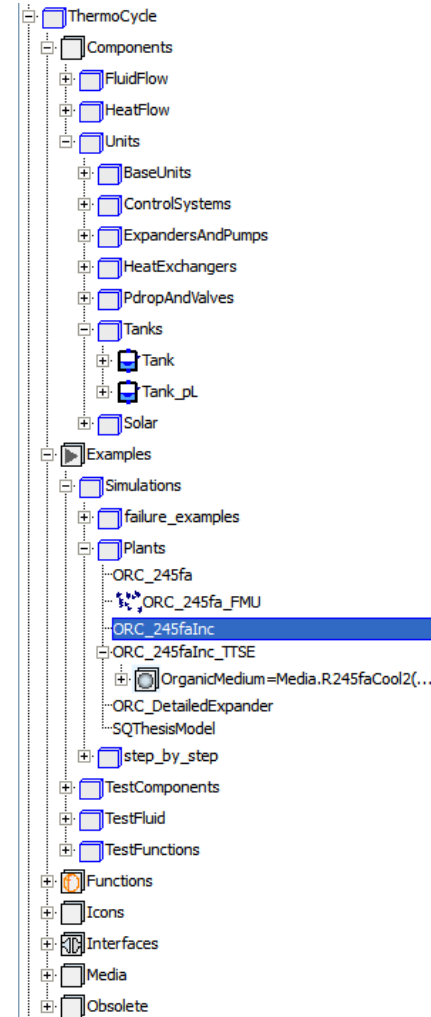 ThermoCycle
Components
FluidFlow
HeatFlow
Units
BaseUnits
ControlSystems
ExpandersAndPumps
HeatExchangers
PdropAndValves
Tanks
Tank
Tank_pL
Solar
Examples
Simulations
failure_examples
Plants
ORC_245fa
ORC_245fa_FMU
ORC_245faInc
ORC_245faInc_TTSE
OrganicMedium=Media.R245faCool2(...
ORC_DetailedExpander
SQThesisModel
step_by_step
TestComponents
TestFluid
TestFunctions
Functions
Icons
Interfaces
Media
Obsolete